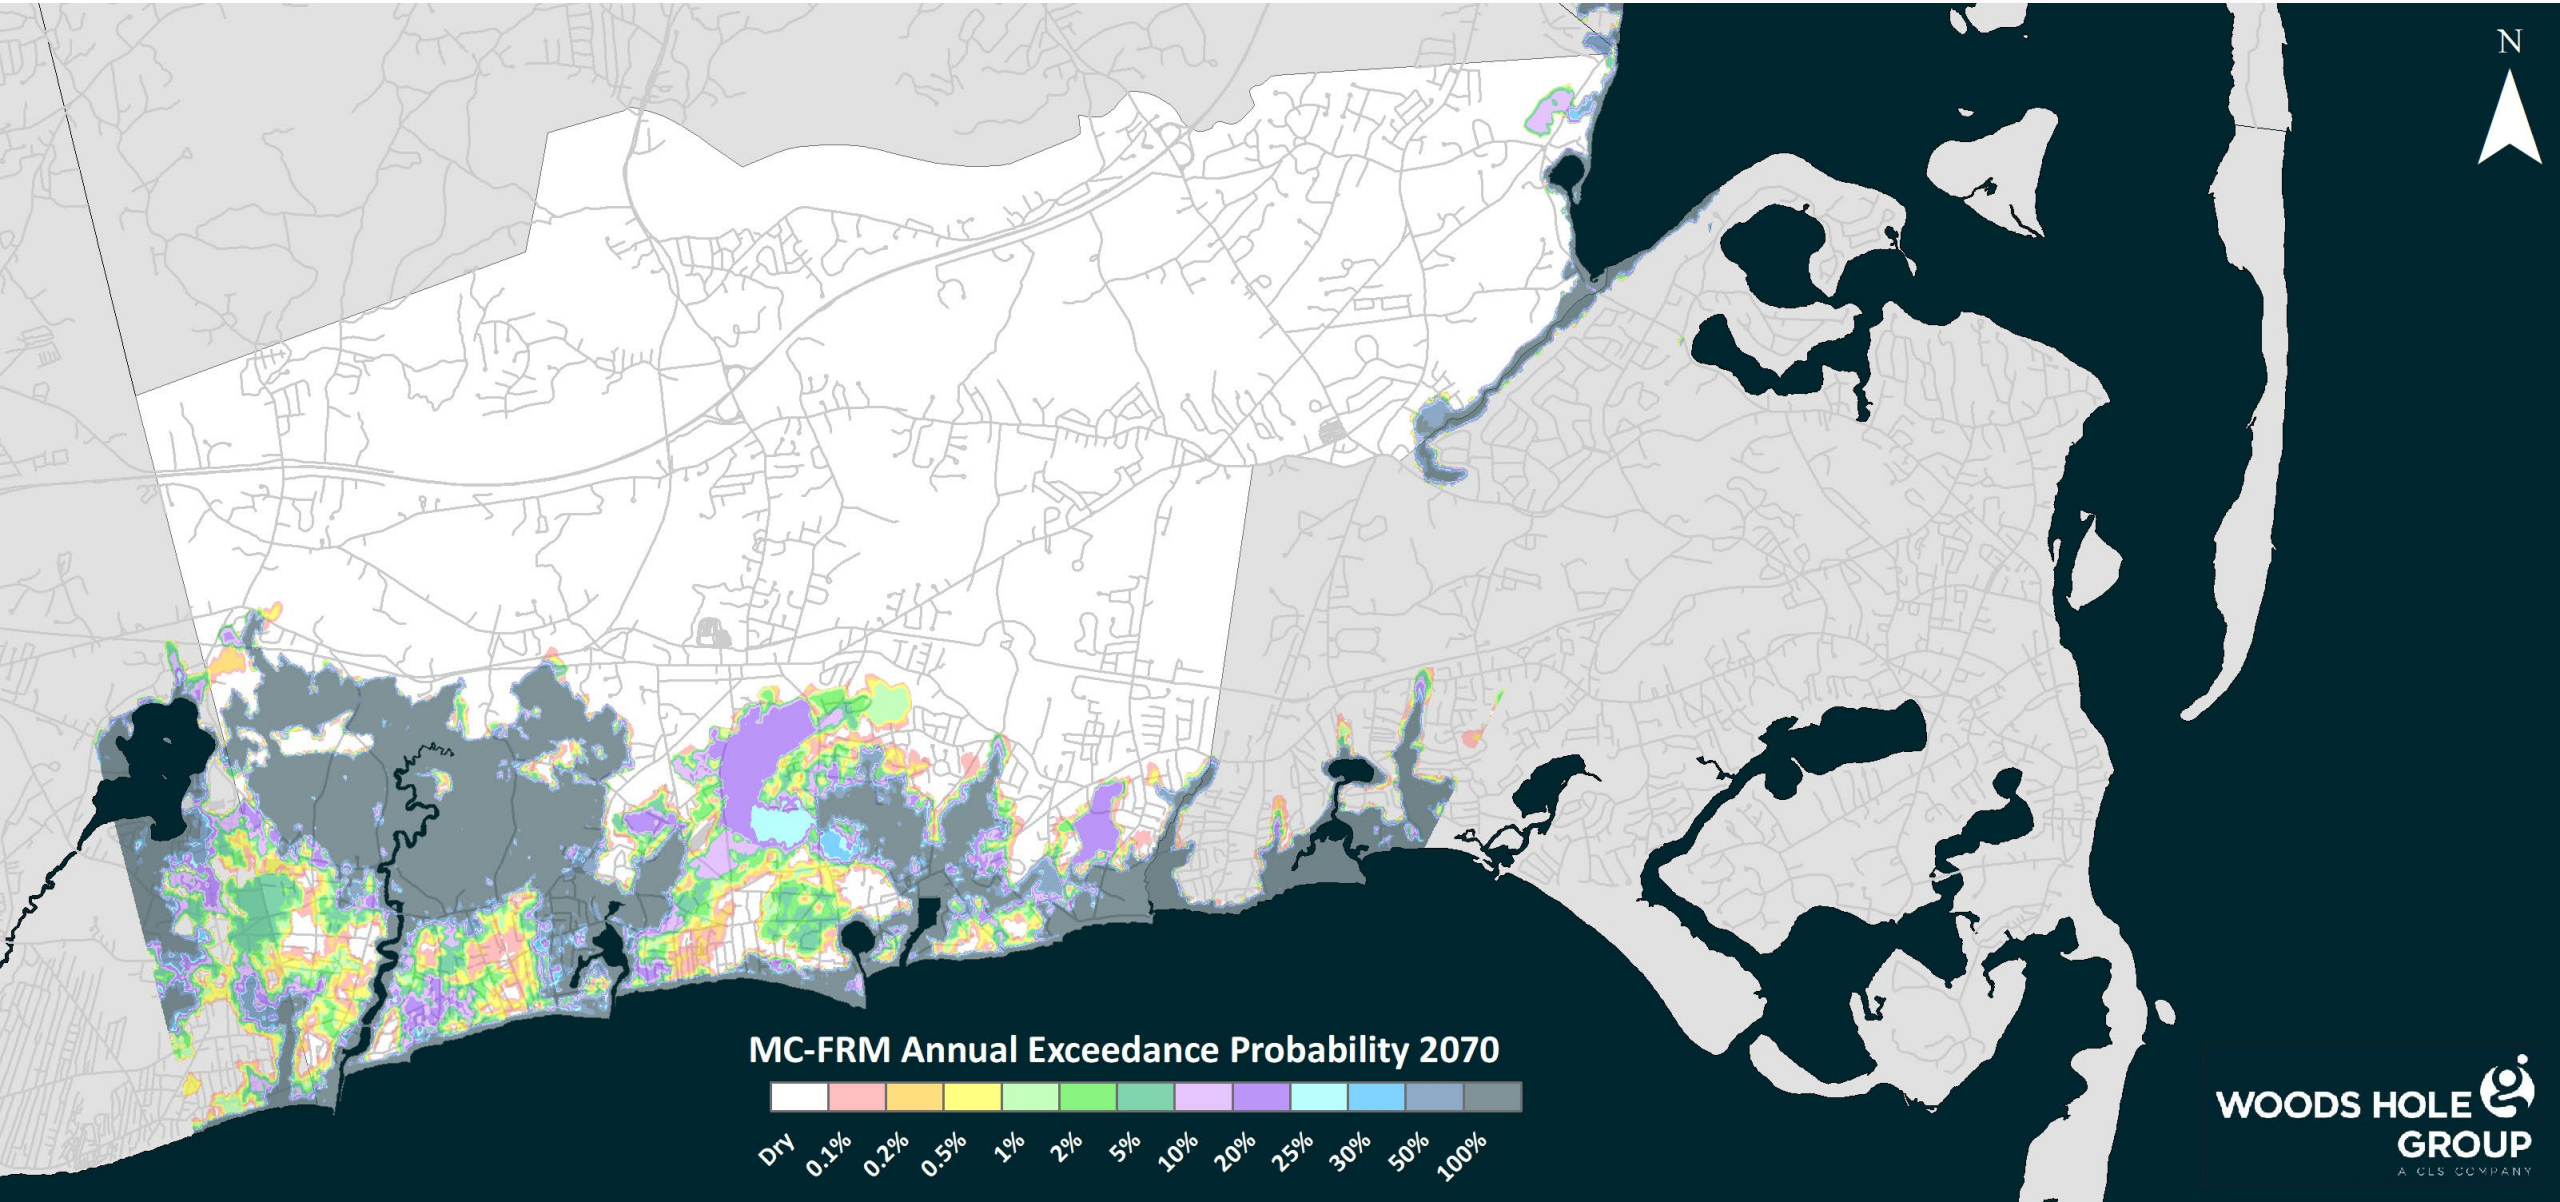 N
MC-FRM Annual Exceedance Probability 2070
Dry 0.1% 0.2% 0.5% 1% 2% 5% 10% 20% 25% 30% 50% 100%
WOODS HOLE
GROUP
A CLS COMPANY